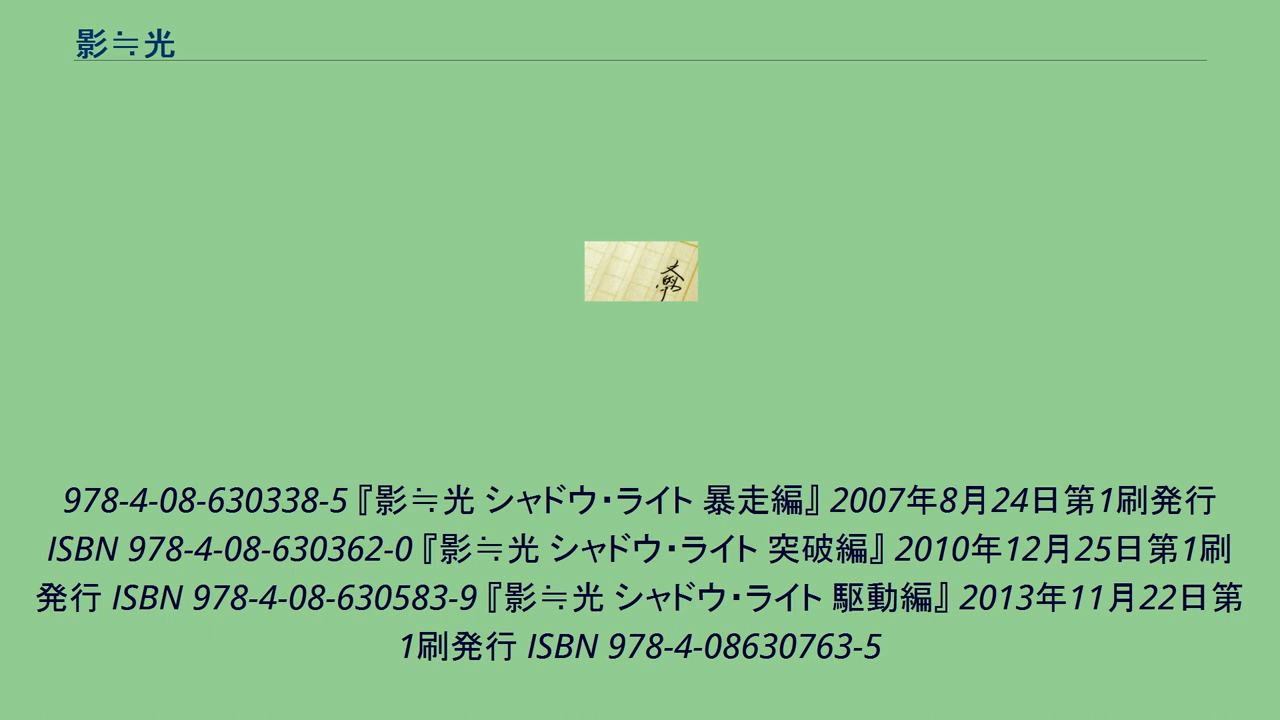 影≒光
978-4-08-630338-5『影≒光 シャドウ・ライト 暴走編』 2007年8月24日第1刷発行
ISBN 978-4-08-630362-0『影≒光 シャドウ・ライト 突破編』 2010年12月25日第1刷
発行 ISBN 978-4-08-630583-9『影≒光 シャドウ・ライト 駆動編』 2013年11月22日第
1刷発行 ISBN 978-4-08630763-5